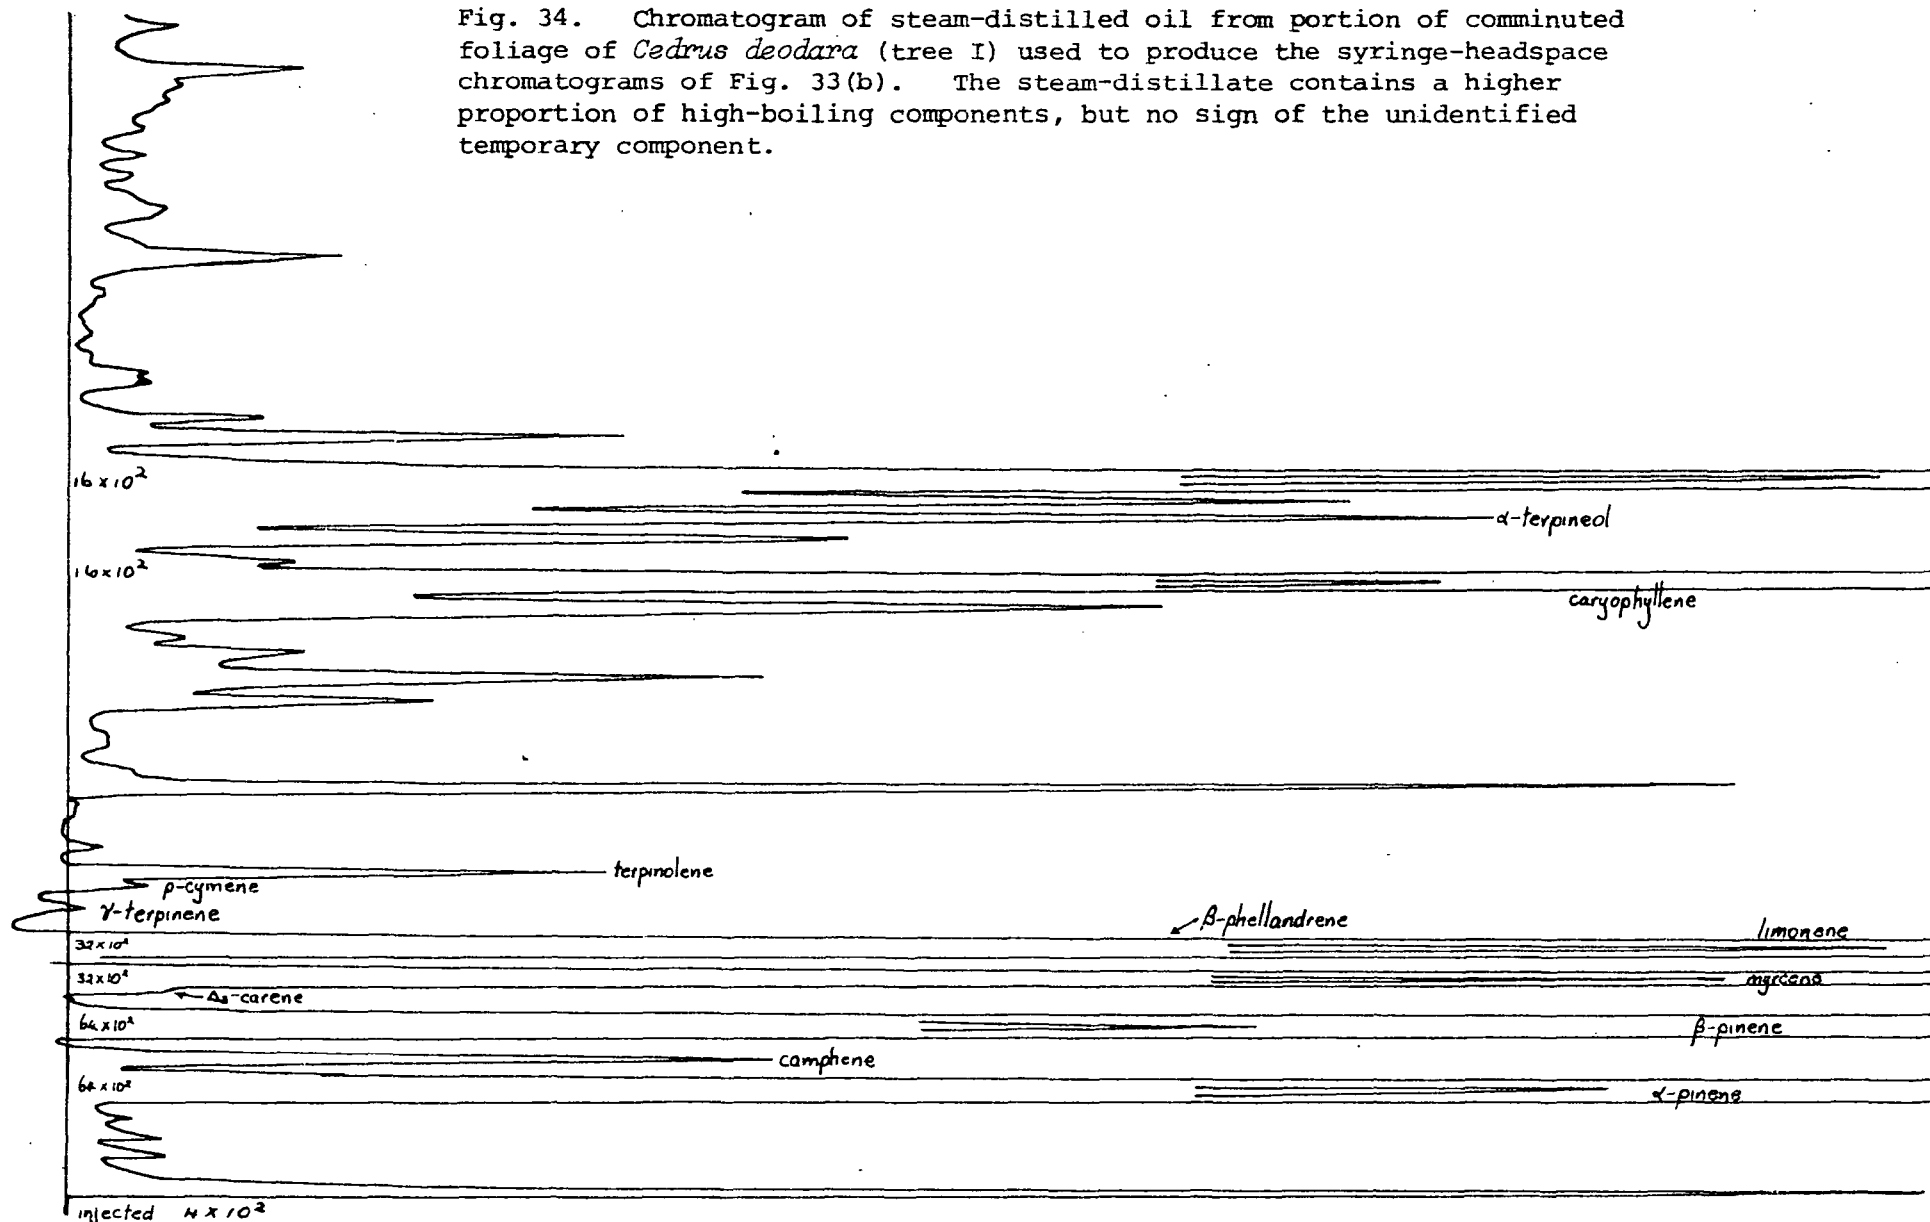 Fig. 34. Chromatogram of steam-distilled oil from portion of comminuted
foliage of Cedrus deodara (tree I) used to produce the syringe-headspace
chromatograms of Fig. 33(b). The steam-distillate contains a higher
proportion of high-boiling components, but no sign of the unidentified
temporary component.
16 x 10²
α-terpineol
16 x 10²
caryophyllene
terpinolene
p-cymene
γ-terpinene
β-phellandrene
limonene
32 x 10²
32 x 10²
myrcene
Δ₃-carene
64 x 10²
β-pinene
camphene
64 x 10²
α-pinene
injected 4 x 10²